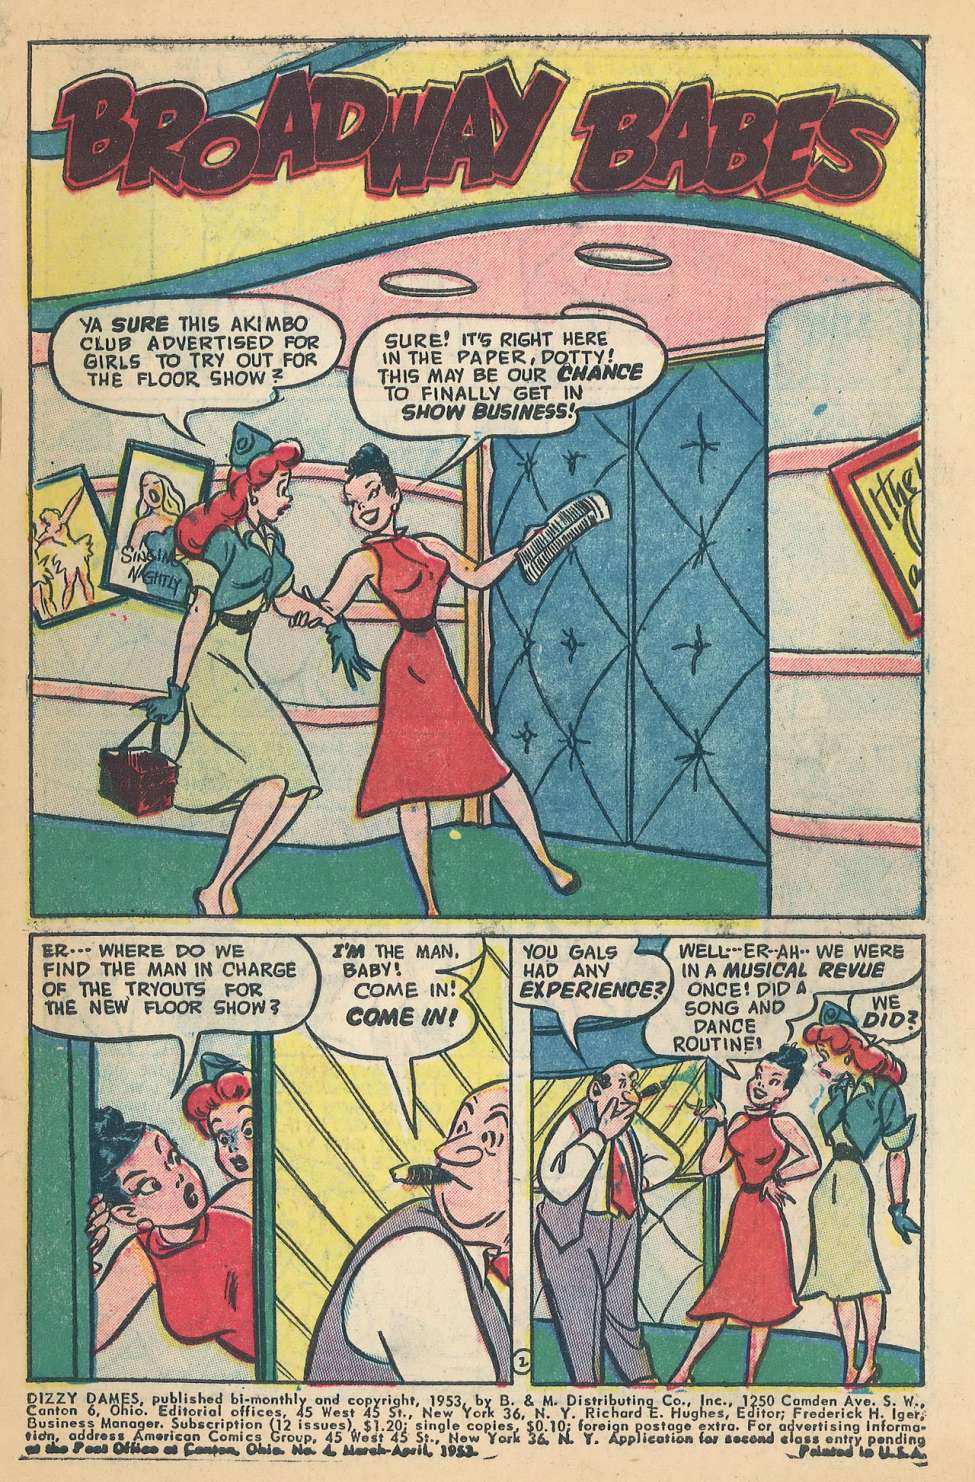 BROADWAY BABES
YA SURE THIS AKIMBO
CLUB ADVERTISED FOR
GIRLS TO TRY OUT FOR
THE FLOOR SHOW?
SURE! IT'S RIGHT HERE
IN THE PAPER, DOTTY!
THIS MAY BE OUR CHANCE
TO FINALLY GET IN
SHOW BUSINESS!
SINGING
NIGHTLY
ER--- WHERE DO WE
FIND THE MAN IN CHARGE
OF THE TRYOUTS FOR
THE NEW FLOOR SHOW?
I'M THE MAN,
BABY!
COME IN!
COME IN!
YOU GALS
HAD ANY
EXPERIENCE?
WELL---ER--AH-- WE WERE
IN A MUSICAL REVUE
ONCE! DID A
SONG AND
DANCE
ROUTINE!
WE
DID?
1
DIZZY DAMES, published bi-monthly and copyright, 1953, by B. & M. Distributing Co., Inc., 1250 Camden Ave. S. W.,
Canton 6, Ohio. Editorial offices, 45 West 45 St., New York 36, N. Y. Richard E. Hughes, Editor; Frederick H. Iger,
Business Manager. Subscription (12 issues), $1.20; single copies, $0.10; foreign postage extra. For advertising informa-
tion, address American Comics Group, 45 West 45 St., New York 36, N. Y. Application for second class entry pending
at the Post Office at Canton, Ohio. No. 4, March-April, 1953. Printed in U.S.A.